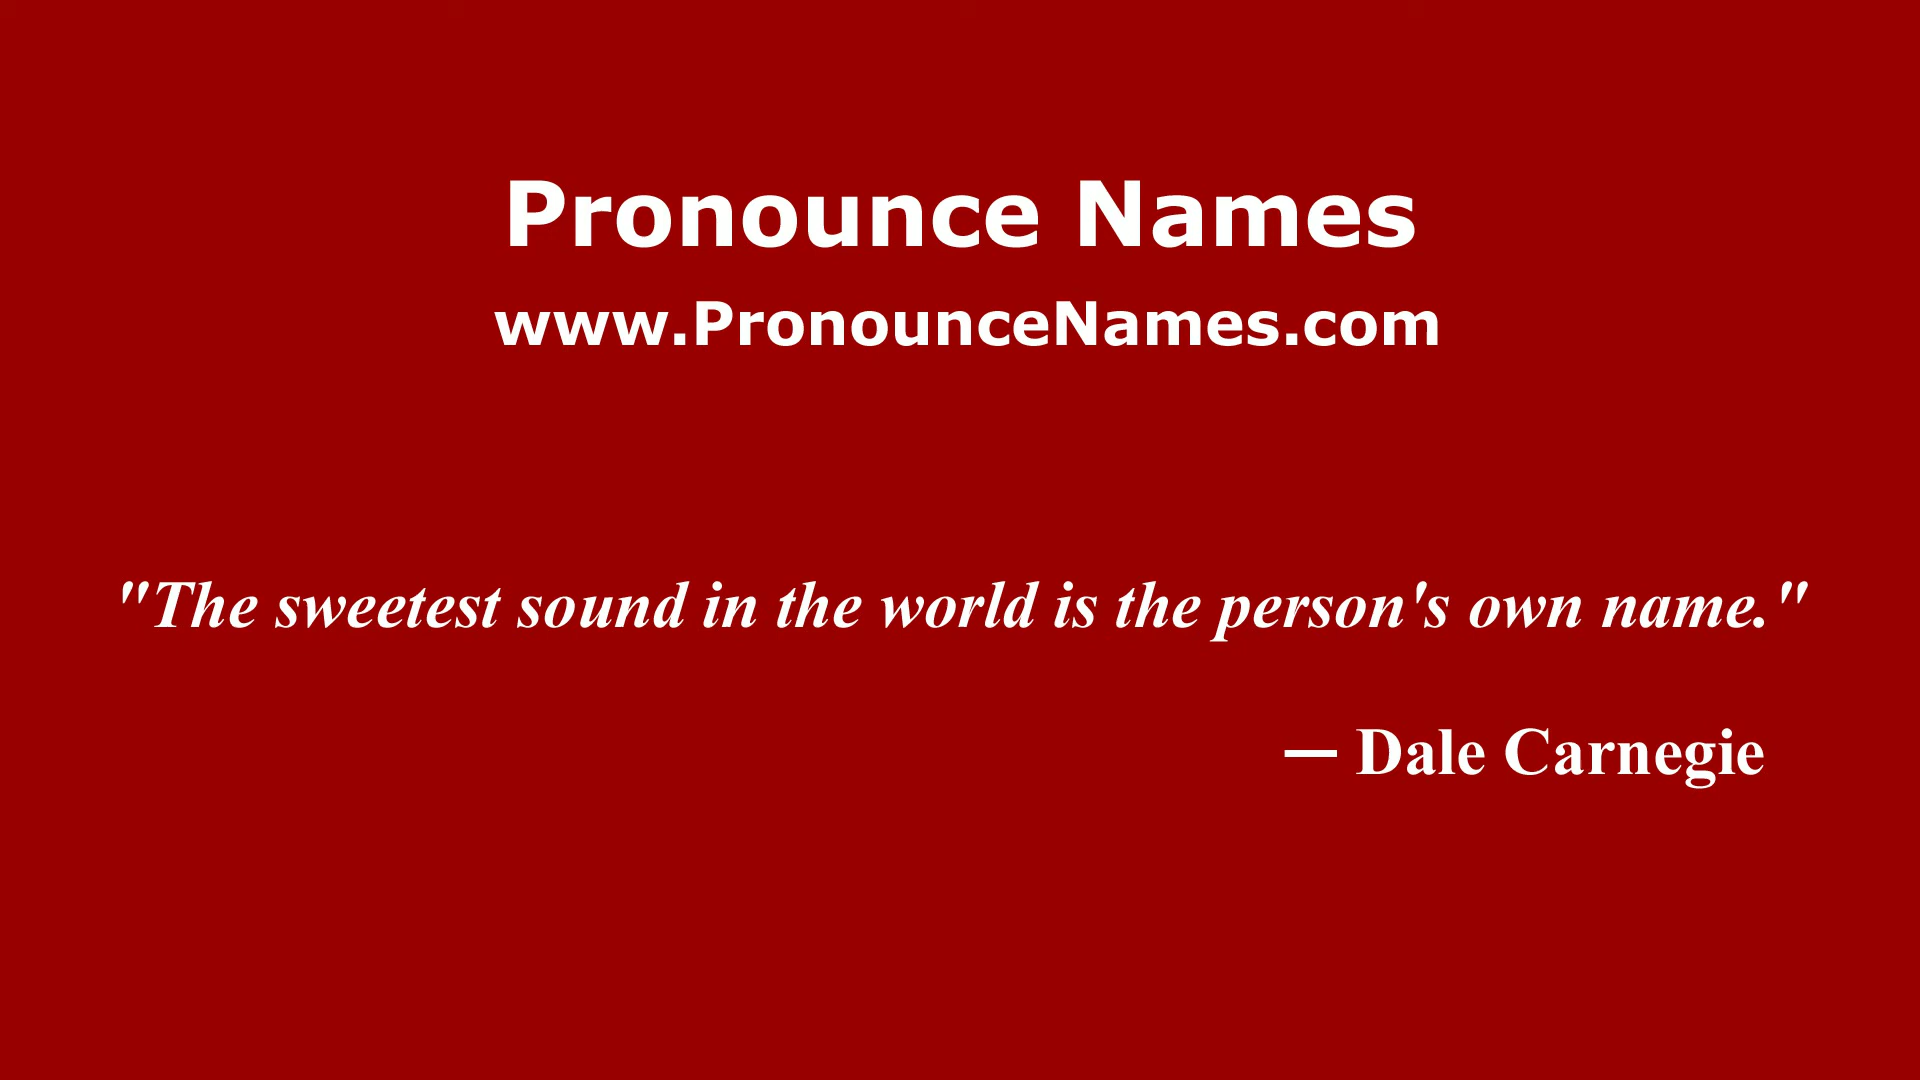 Pronounce Names
www.PronounceNames.com
"The sweetest sound in the world is the person's own name."
— Dale Carnegie